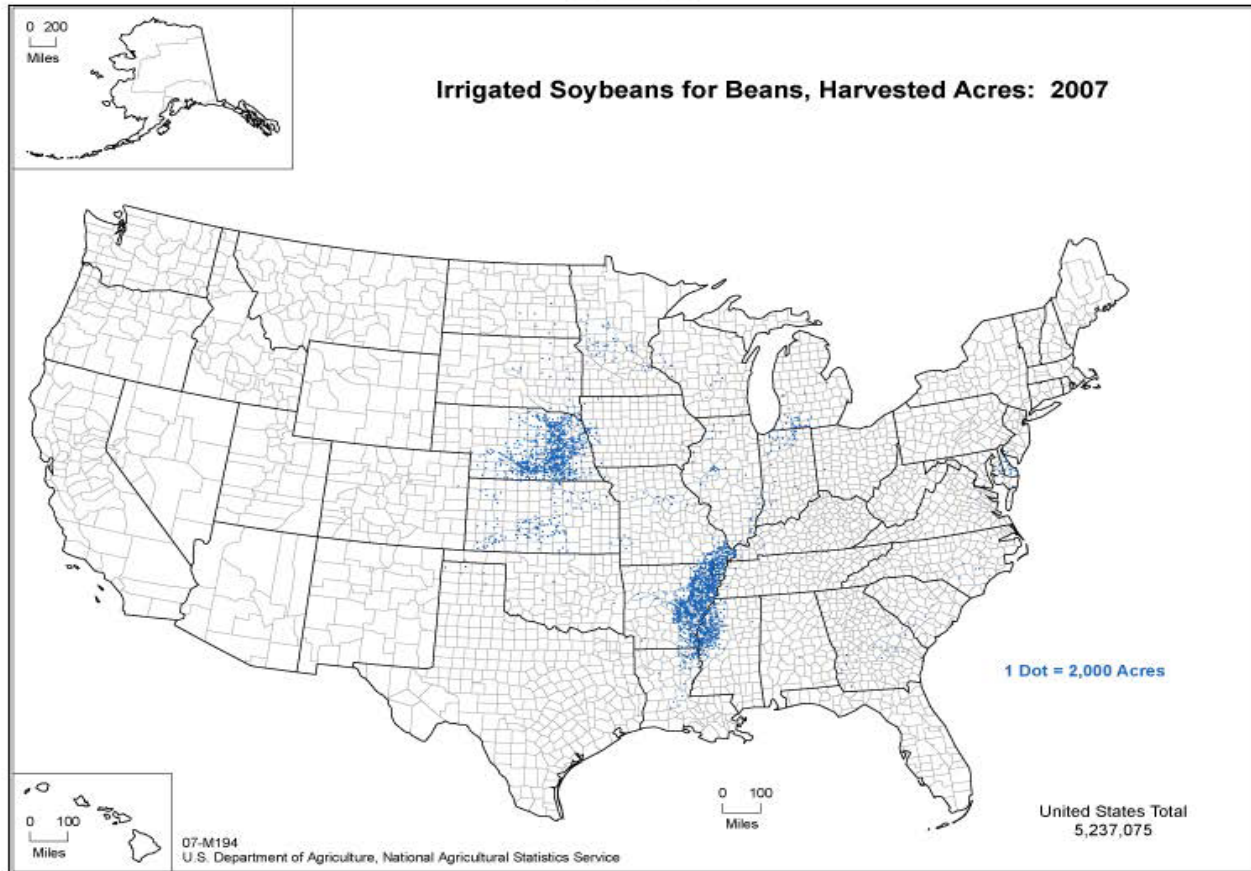 0 200
Miles
Irrigated Soybeans for Beans, Harvested Acres: 2007
1 Dot = 2,000 Acres
0 100
Miles
0 100
Miles
United States Total
5,237,075
07-M194
U.S. Department of Agriculture, National Agricultural Statistics Service